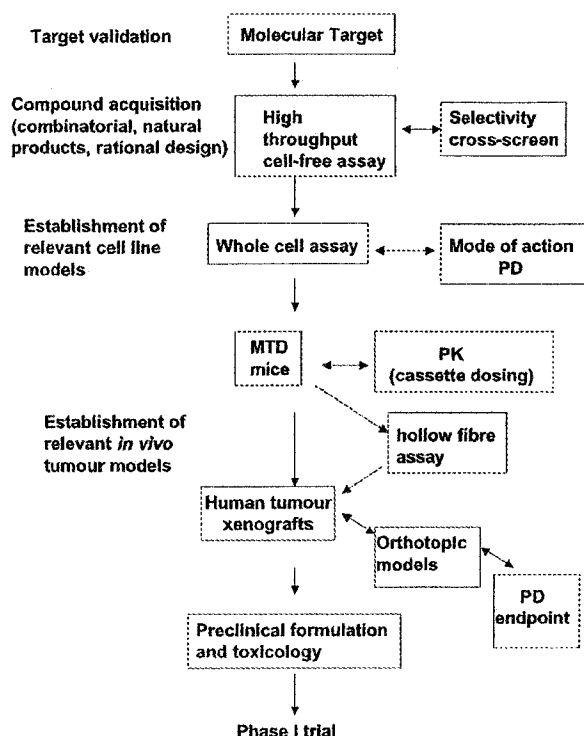 Target validation
Molecular Target
Compound acquisition
(combinatorial, natural
products, rational design)
High
throughput
cell-free assay
Selectivity
cross-screen
Establishment of
relevant cell line
models
Whole cell assay
Mode of action
PD
MTD
mice
PK
(cassette dosing)
Establishment of
relevant in vivo
tumour models
hollow fibre
assay
Human tumour
xenografts
Orthotopic
models
PD
endpoint
Preclinical formulation
and toxicology
Phase I trial